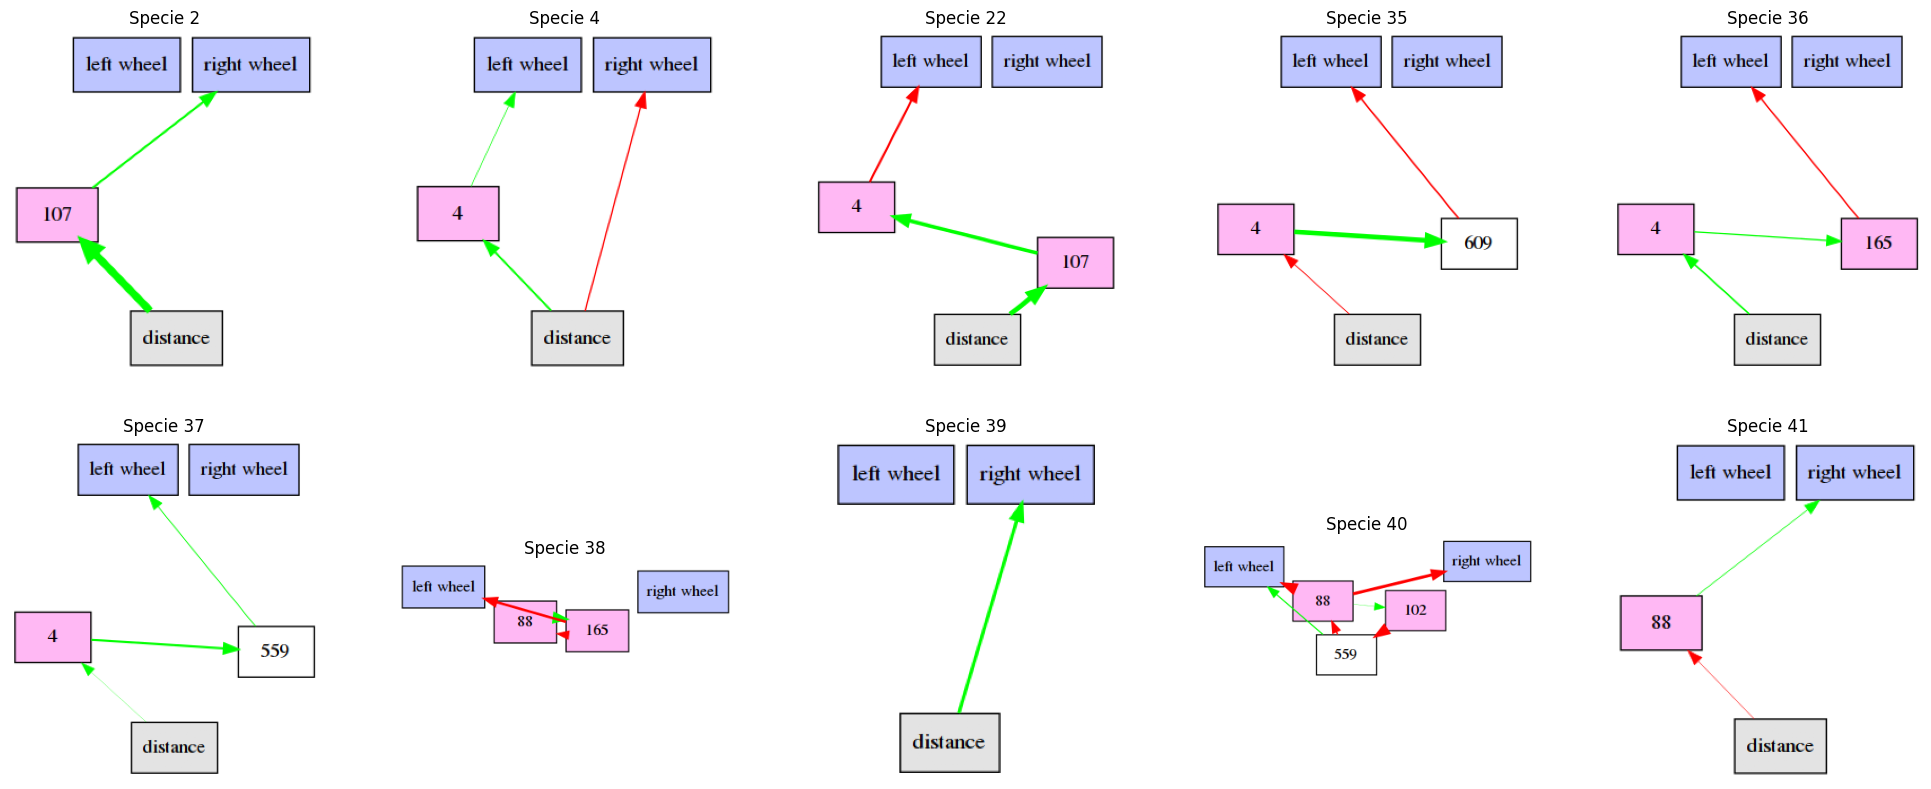 Specie 2
left wheel
right wheel
107
distance
Specie 4
left wheel
right wheel
4
distance
Specie 22
left wheel
right wheel
4
107
distance
Specie 35
left wheel
right wheel
4
609
distance
Specie 36
left wheel
right wheel
4
165
distance
Specie 37
left wheel
right wheel
4
559
distance
Specie 38
left wheel
right wheel
88
165
Specie 39
left wheel
right wheel
distance
Specie 40
left wheel
right wheel
88
102
559
Specie 41
left wheel
right wheel
88
distance